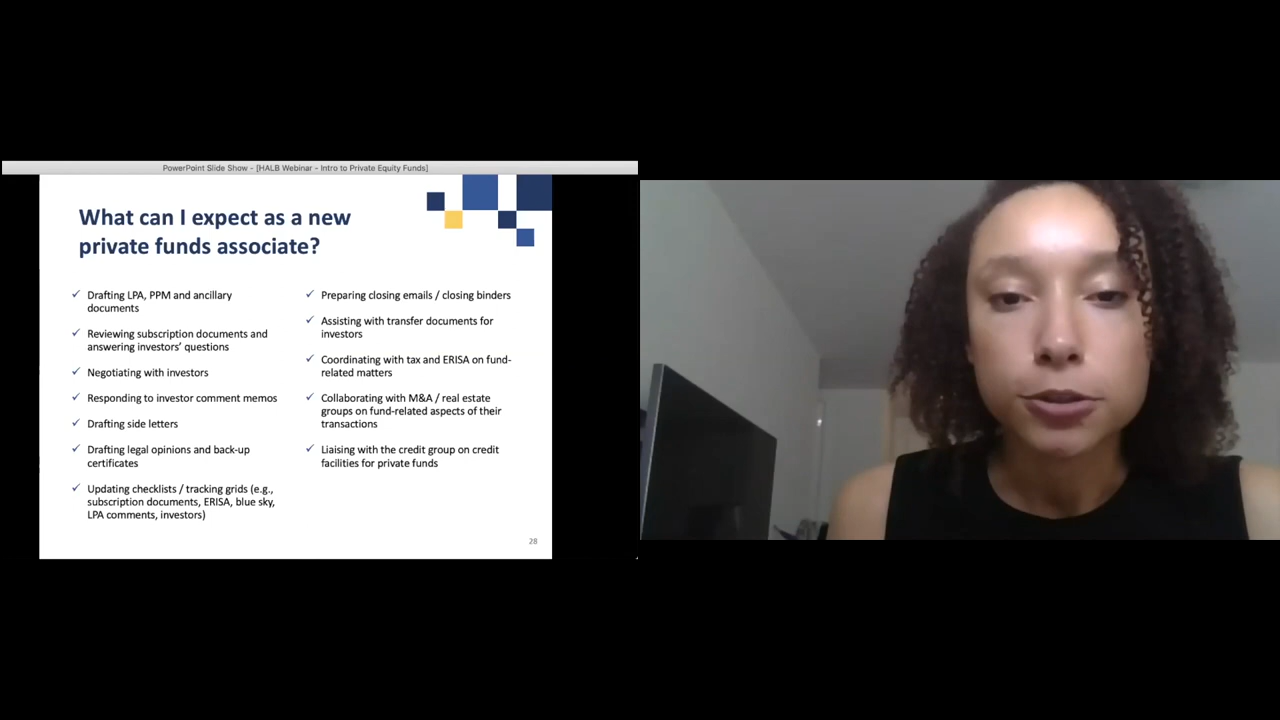 PowerPoint Slide Show - [HALB Webinar - Intro to Private Equity Funds]
What can I expect as a new
private funds associate?
✓ Drafting LPA, PPM and ancillary
documents
✓ Reviewing subscription documents and
answering investors' questions
✓ Negotiating with investors
✓ Responding to investor comment memos
✓ Drafting side letters
✓ Drafting legal opinions and back-up
certificates
✓ Updating checklists / tracking grids (e.g.,
subscription documents, ERISA, blue sky,
LPA comments, investors)
✓ Preparing closing emails / closing binders
✓ Assisting with transfer documents for
investors
✓ Coordinating with tax and ERISA on fund-
related matters
✓ Collaborating with M&A / real estate
groups on fund-related aspects of their
transactions
✓ Liaising with the credit group on credit
facilities for private funds
28